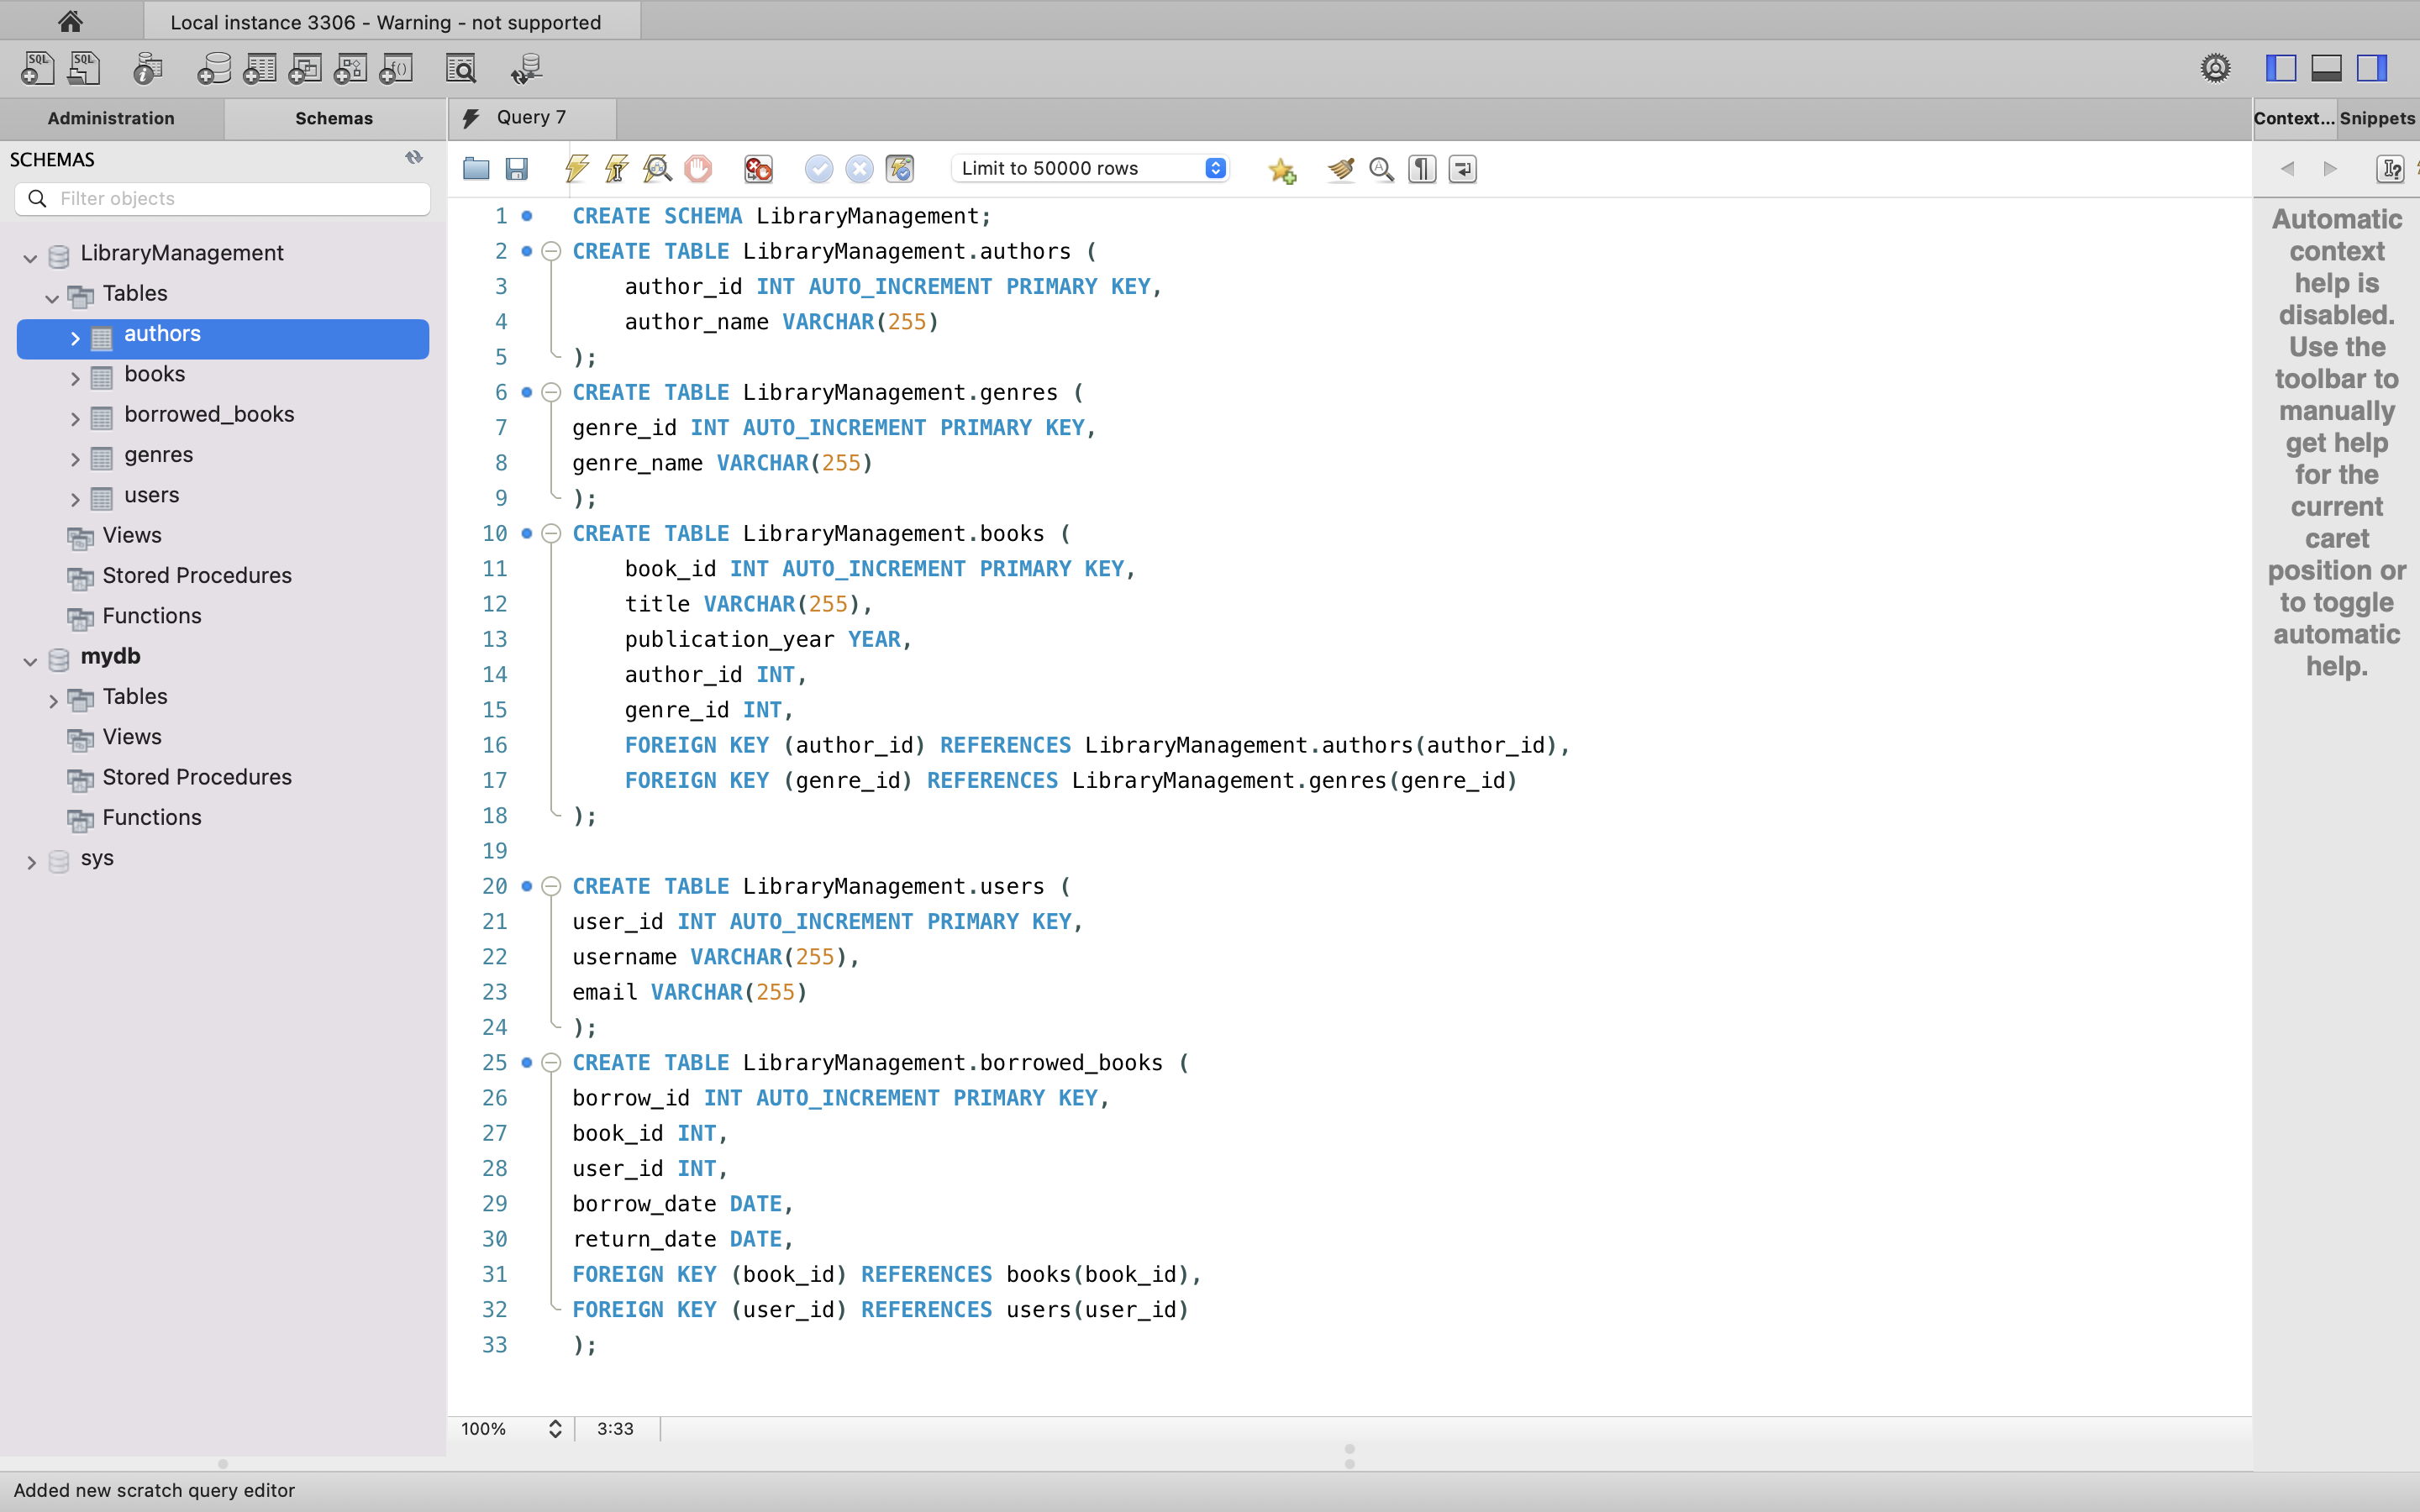 Local instance 3306 - Warning - not supported
SQL
SQL
Administration
Schemas
Query 7
Context...
Snippets
SCHEMAS
Filter objects
Limit to 50000 rows
LibraryManagement
Tables
authors
books
borrowed_books
genres
users
Views
Stored Procedures
Functions
mydb
Tables
Views
Stored Procedures
Functions
sys
1 CREATE SCHEMA LibraryManagement;
2 CREATE TABLE LibraryManagement.authors (
3 author_id INT AUTO_INCREMENT PRIMARY KEY,
4 author_name VARCHAR(255)
5 );
6 CREATE TABLE LibraryManagement.genres (
7 genre_id INT AUTO_INCREMENT PRIMARY KEY,
8 genre_name VARCHAR(255)
9 );
10 CREATE TABLE LibraryManagement.books (
11 book_id INT AUTO_INCREMENT PRIMARY KEY,
12 title VARCHAR(255),
13 publication_year YEAR,
14 author_id INT,
15 genre_id INT,
16 FOREIGN KEY (author_id) REFERENCES LibraryManagement.authors(author_id),
17 FOREIGN KEY (genre_id) REFERENCES LibraryManagement.genres(genre_id)
18 );
19
20 CREATE TABLE LibraryManagement.users (
21 user_id INT AUTO_INCREMENT PRIMARY KEY,
22 username VARCHAR(255),
23 email VARCHAR(255)
24 );
25 CREATE TABLE LibraryManagement.borrowed_books (
26 borrow_id INT AUTO_INCREMENT PRIMARY KEY,
27 book_id INT,
28 user_id INT,
29 borrow_date DATE,
30 return_date DATE,
31 FOREIGN KEY (book_id) REFERENCES books(book_id),
32 FOREIGN KEY (user_id) REFERENCES users(user_id)
33 );
Automatic
context
help is
disabled.
Use the
toolbar to
manually
get help
for the
current
caret
position or
to toggle
automatic
help.
100%
3:33
Added new scratch query editor